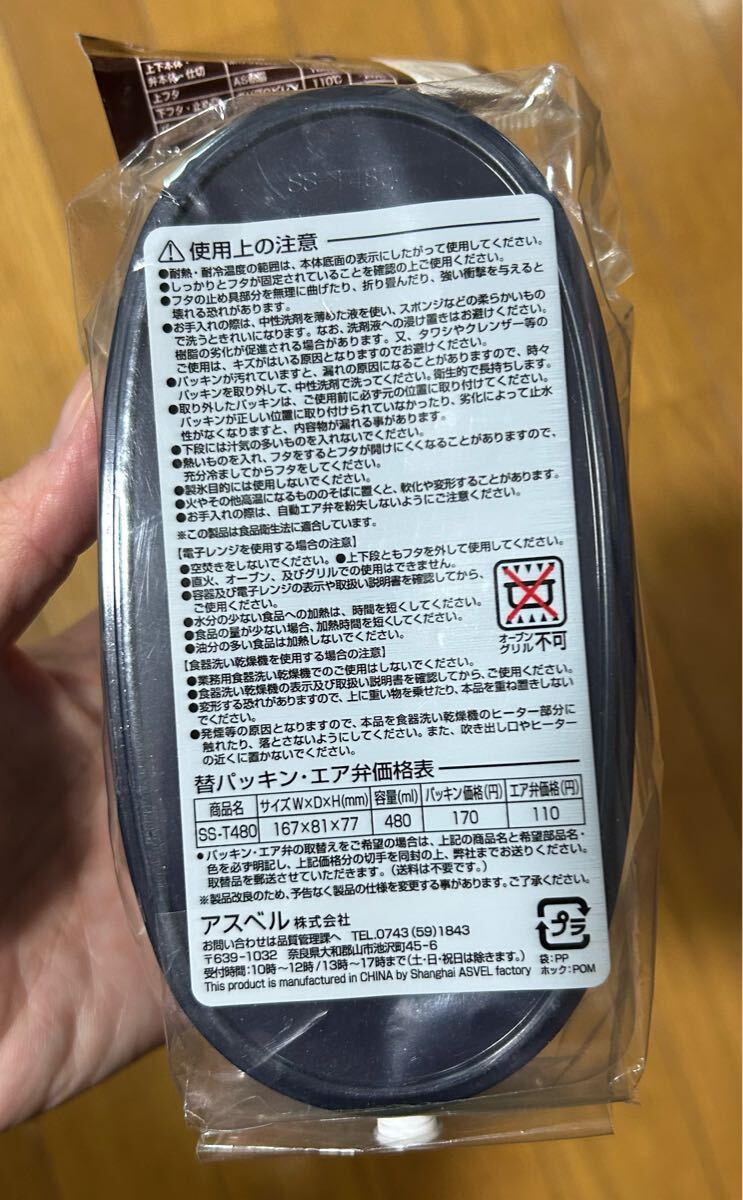 上下本体・
弁本体・仕切
上フタ AS
下フタ・止め 110℃
SS-T480
使用上の注意
●耐熱・耐冷温度の範囲は、本体底面の表示にしたがって使用してください。
●しっかりとフタが固定されていることを確認の上ご使用ください。
●フタの止め具部分を無理に曲げたり、折り畳んだり、強い衝撃を与えると
壊れる恐れがあります。
●お手入れの際は、中性洗剤を薄めた液を使い、スポンジなどの柔らかいもの
で洗うときれいになります。なお、洗剤液への浸け置きはお避けください。
樹脂の劣化が促進される場合があります。又、タワシやクレンザー等の
ご使用は、キズがはいる原因となりますのでお避けください。
●パッキンが汚れていますと、漏れの原因になることがありますので、時々
パッキンを取り外して、中性洗剤で洗ってください。衛生的で長持ちします。
●取り外したパッキンは、ご使用前に必ず元の位置に取り付けてください。
パッキンが正しい位置に取り付けられていなかったり、劣化によって止水
性がなくなりますと、内容物が漏れる事があります。
●下段には汁気の多いものを入れないでください。
●熱いものを入れ、フタをするとフタが開けにくくなることがありますので、
充分冷ましてからフタをしてください。
●製氷目的には使用しないでください。
●火やその他高温になるもののそばに置くと、軟化や変形することがあります。
●お手入れの際は、自動エア弁を紛失しないようにご注意ください。
※この製品は食品衛生法に適合しています。
【電子レンジを使用する場合の注意】
●空焚きをしないでください。●上下段ともフタを外して使用してください。
●直火、オーブン、及びグリルでの使用はできません。
●容器及び電子レンジの表示や取扱い説明書を確認してから、
ご使用ください。
●水分の少ない食品への加熱は、時間を短くしてください。
●食品の量が少ない場合、加熱時間を短くしてください。
●油分の多い食品は加熱しないでください。
オーブン
グリル 不可
【食器洗い乾燥機を使用する場合の注意】
●業務用食器洗い乾燥機でのご使用はしないでください。
●食器洗い乾燥機の表示及び取扱い説明書を確認してから、ご使用ください。
●変形する恐れがありますので、上に重い物を乗せたり、本品を重ね置きしない
でください。
●発煙等の原因となりますので、本品を食器洗い乾燥機のヒーター部分に
触れたり、落とさないようにしてください。また、吹き出し口やヒーター
の近くに置かないでください。
替パッキン・エア弁価格表
商品名 サイズW×D×H(mm) 容量(ml) パッキン価格(円) エア弁価格(円)
SS-T480 167×81×77 480 170 110
●パッキン・エア弁の取替えをご希望の場合は、上記の商品名と希望部品名・
色を必ず明記し、上記価格分の切手を同封の上、弊社までお送りください。
取替品を郵送させていただきます。(送料は不要です。)
※製品改良のため、予告なく製品の仕様を変更する事があります。ご了承ください。
アスベル株式会社
お問い合わせは品質管理課へ TEL.0743(59)1843
〒639-1032 奈良県大和郡山市池沢町45-6
受付時間:10時～12時/13時～17時まで(土・日・祝日は除きます。)
This product is manufactured in CHINA by Shanghai ASVEL factory
プラ
袋:PP
ホック:POM